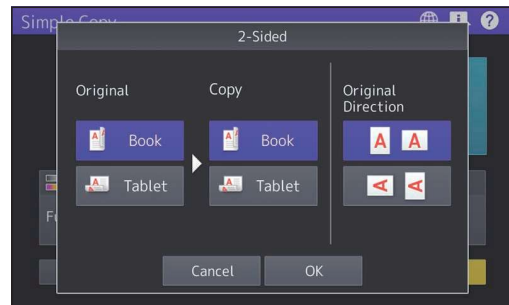 Simple Copy
2-Sided
Original
Copy
Original
Direction
Book
Book
A A
Tablet
Tablet
A A
Cancel
OK